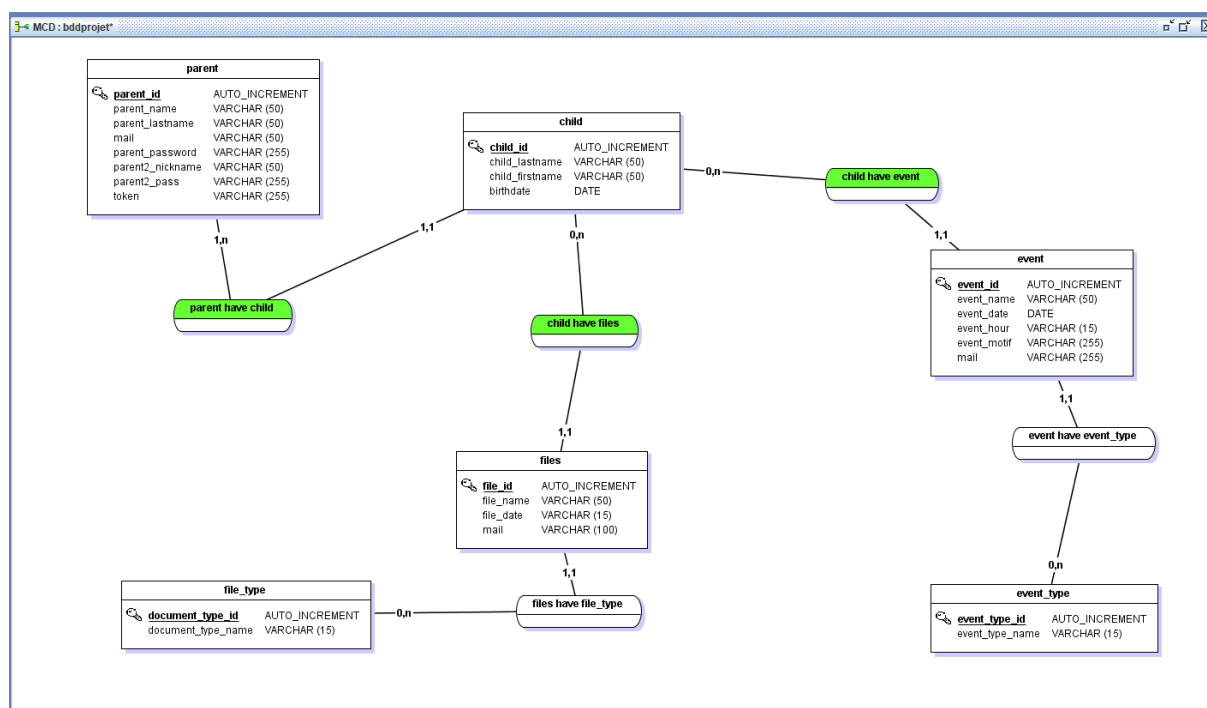 MCD : bddprojet*
parent
parent_id AUTO_INCREMENT
parent_name VARCHAR (50)
parent_lastname VARCHAR (50)
mail VARCHAR (50)
parent_password VARCHAR (255)
parent2_nickname VARCHAR (50)
parent2_pass VARCHAR (255)
token VARCHAR (255)
child
child_id AUTO_INCREMENT
child_lastname VARCHAR (50)
child_firstname VARCHAR (50)
birthdate DATE
0,n
child have event
1,1
1,n
1,1
0,n
parent have child
child have files
event
event_id AUTO_INCREMENT
event_name VARCHAR (50)
event_date DATE
event_hour VARCHAR (15)
event_motif VARCHAR (255)
mail VARCHAR (255)
1,1
event have event_type
0,n
1,1
files
file_id AUTO_INCREMENT
file_name VARCHAR (50)
file_date VARCHAR (15)
mail VARCHAR (100)
1,1
files have file_type
0,n
file_type
document_type_id AUTO_INCREMENT
document_type_name VARCHAR (15)
event_type
event_type_id AUTO_INCREMENT
event_type_name VARCHAR (15)